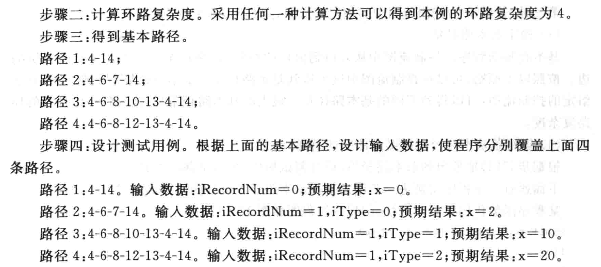 步骤二:计算环路复杂度。采用任何一种计算方法可以得到本例的环路复杂度为 4。
步骤三:得到基本路径。
路径 1:4-14;
路径 2:4-6-7-14;
路径 3:4-6-8-10-13-4-14;
路径 4:4-6-8-12-13-4-14。
步骤四:设计测试用例。根据上面的基本路径,设计输入数据,使程序分别覆盖上面四
条路径。
路径 1:4-14。输入数据:iRecordNum=0;预期结果:x=0。
路径 2:4-6-7-14。输入数据:iRecordNum=1,iType=0;预期结果:x=2。
路径 3:4-6-8-10-13-4-14。输入数据:iRecordNum=1,iType=1;预期结果:x=10。
路径 4:4-6-8-12-13-4-14。输入数据:iRecordNum=1,iType=2;预期结果:x=20。